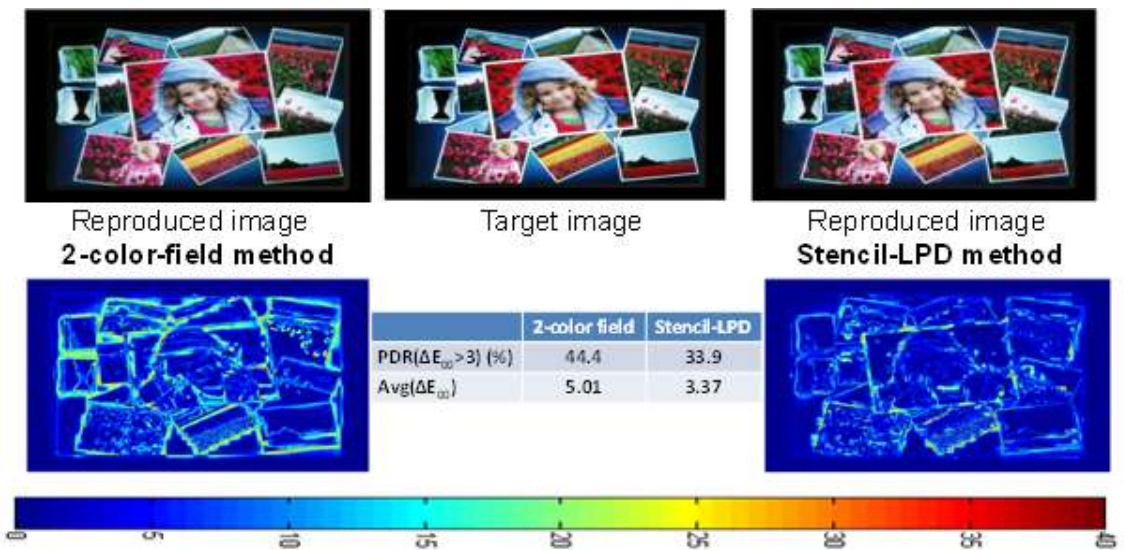 Reproduced image
2-color-field method
Target image
Reproduced image
Stencil-LPD method
2-color field Stencil-LPD
PDR(ΔE₀₀>3) (%) 44.4 33.9
Avg(ΔE₀₀) 5.01 3.37
0 5 10 15 20 25 30 35 40